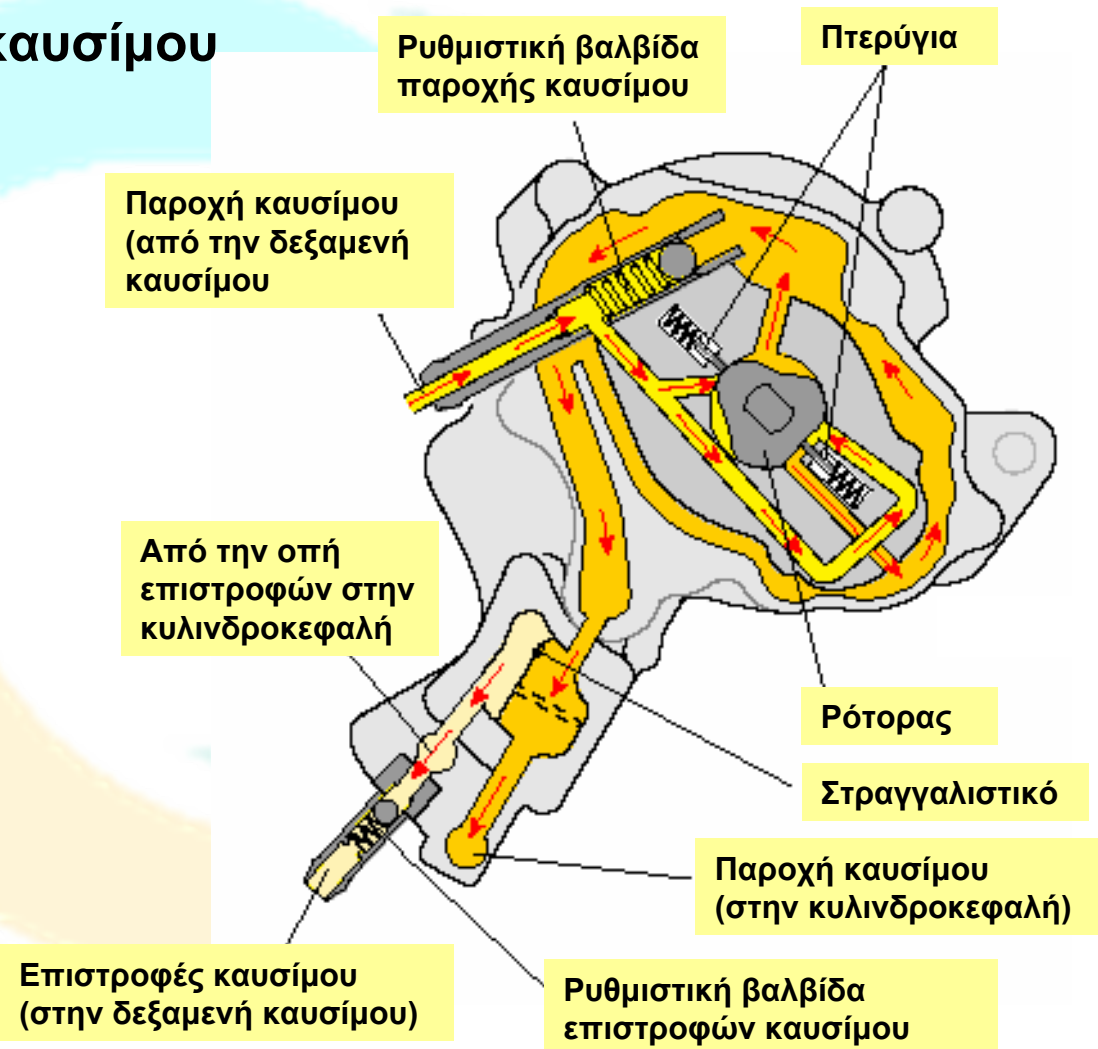 καυσίμου
Ρυθμιστική βαλβίδα
παροχής καυσίμου
Πτερύγια
Παροχή καυσίμου
(από την δεξαμενή
καυσίμου
Από την οπή
επιστροφών στην
κυλινδροκεφαλή
Ρότορας
Στραγγαλιστικό
Παροχή καυσίμου
(στην κυλινδροκεφαλή)
Επιστροφές καυσίμου
(στην δεξαμενή καυσίμου)
Ρυθμιστική βαλβίδα
επιστροφών καυσίμου